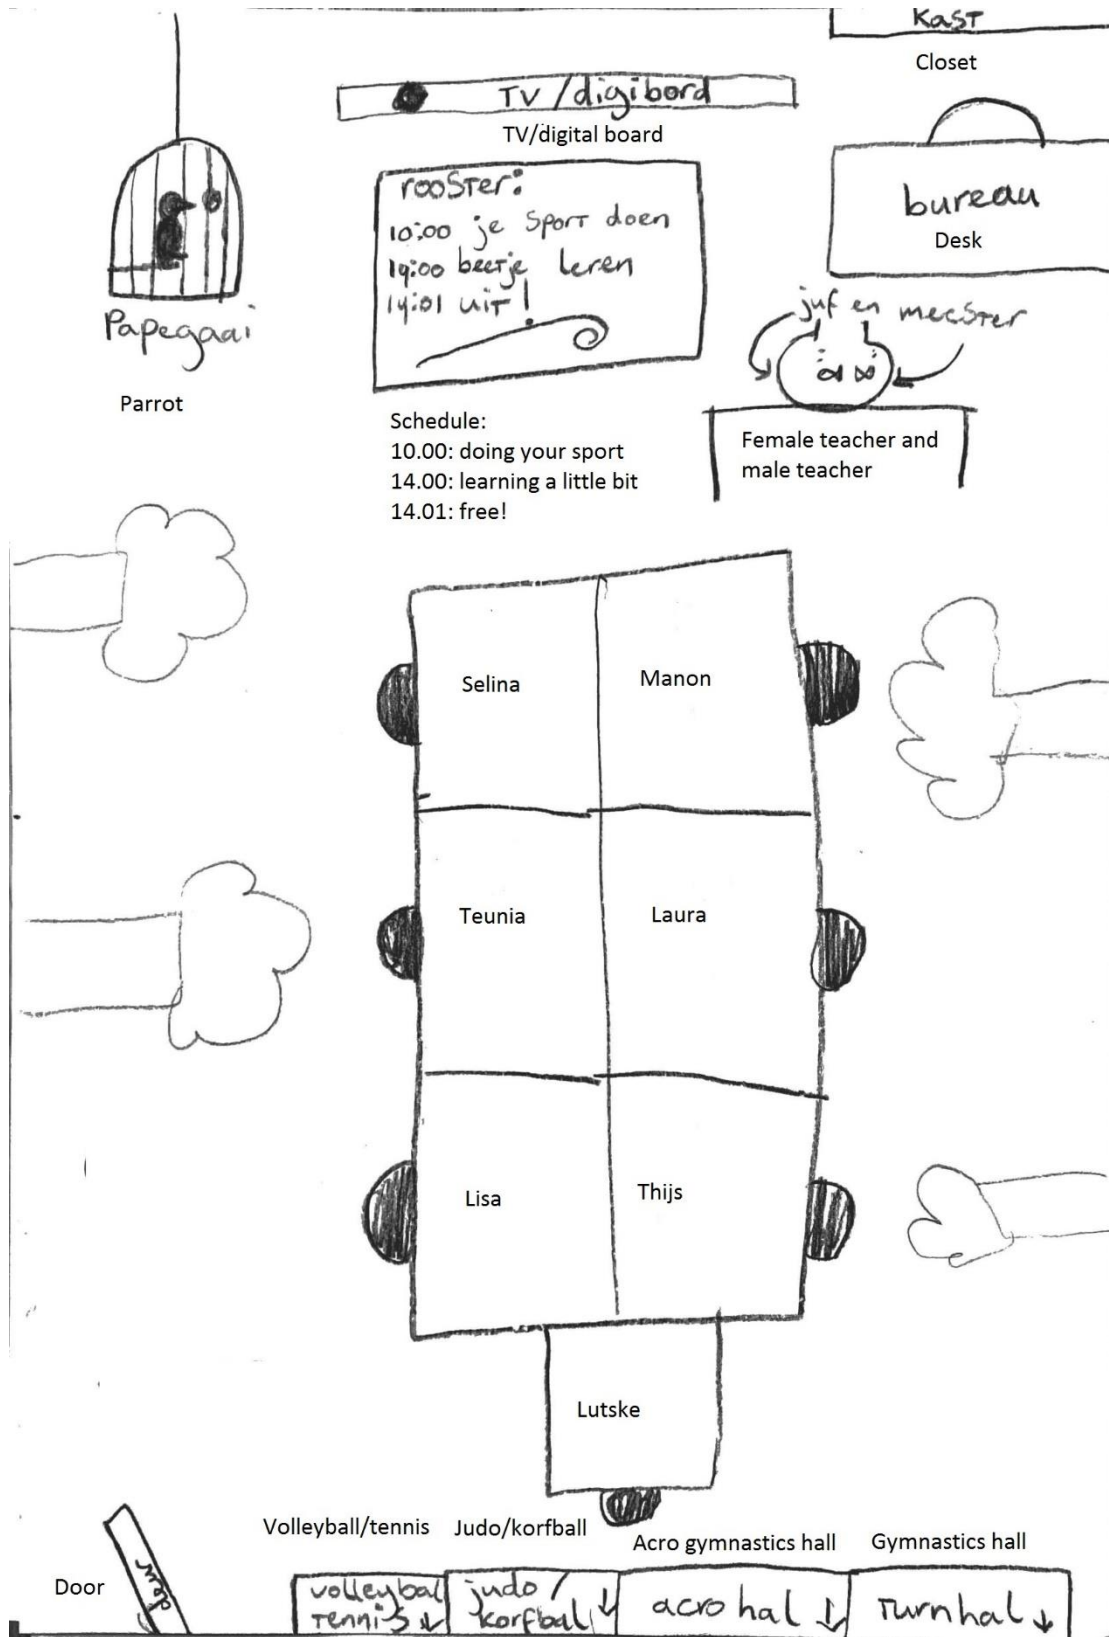 Kast
Closet
TV/digibord
TV/digital board
rooster:
10:00 je sport doen
14:00 beetje leren
14:01 uit!
bureau
Desk
Papegaai
Parrot
juf en meester
Female teacher and
male teacher
Schedule:
10.00: doing your sport
14.00: learning a little bit
14.01: free!
Selina
Manon
Teunia
Laura
Lisa
Thijs
Lutske
Volleyball/tennis
Judo/korfball
Acro gymnastics hall
Gymnastics hall
Door
deur
volleybal
tennis
judo/
korfbal
acro hal
turnhal